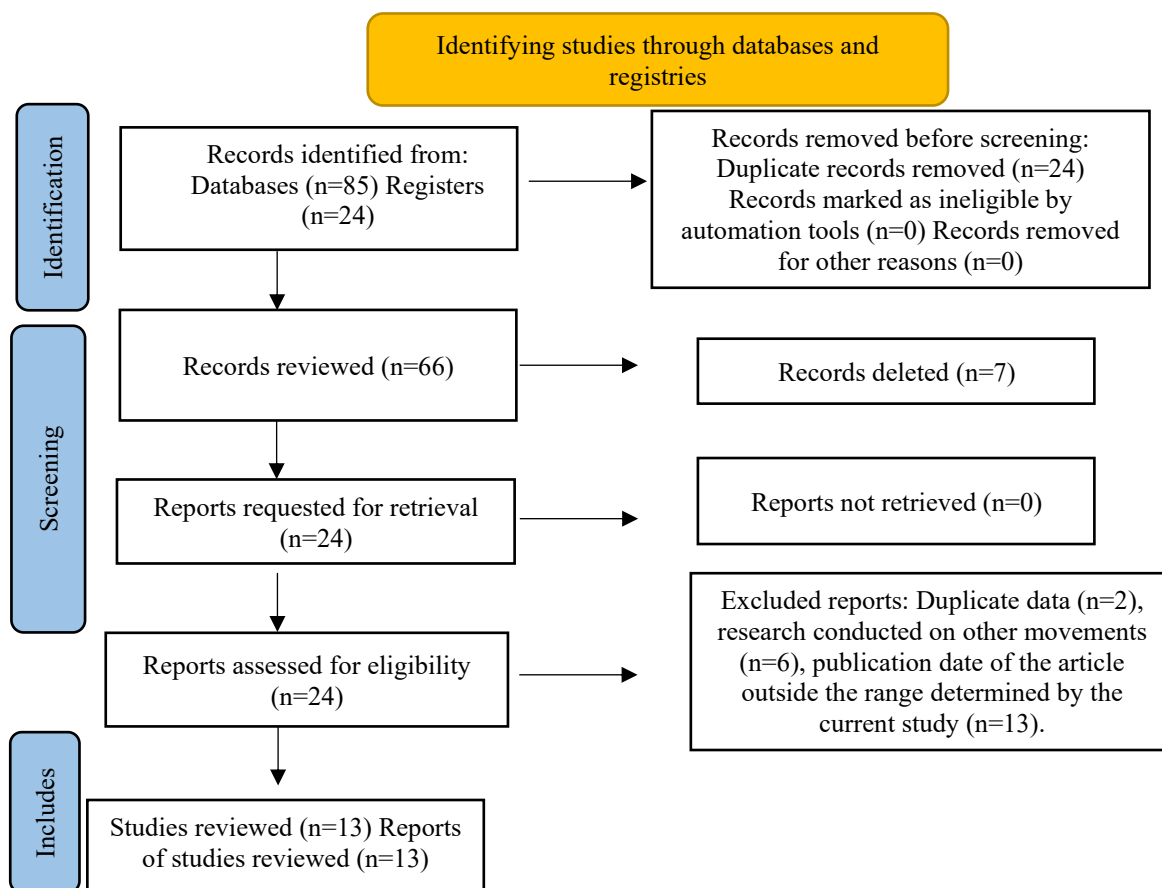 Identifying studies through databases and
registries
Identification
Records identified from:
Databases (n=85) Registers
(n=24)
Records removed before screening:
Duplicate records removed (n=24)
Records marked as ineligible by
automation tools (n=0) Records removed
for other reasons (n=0)
Screening
Records reviewed (n=66)
Records deleted (n=7)
Reports requested for retrieval
(n=24)
Reports not retrieved (n=0)
Reports assessed for eligibility
(n=24)
Excluded reports: Duplicate data (n=2),
research conducted on other movements
(n=6), publication date of the article
outside the range determined by the
current study (n=13).
Includes
Studies reviewed (n=13) Reports
of studies reviewed (n=13)